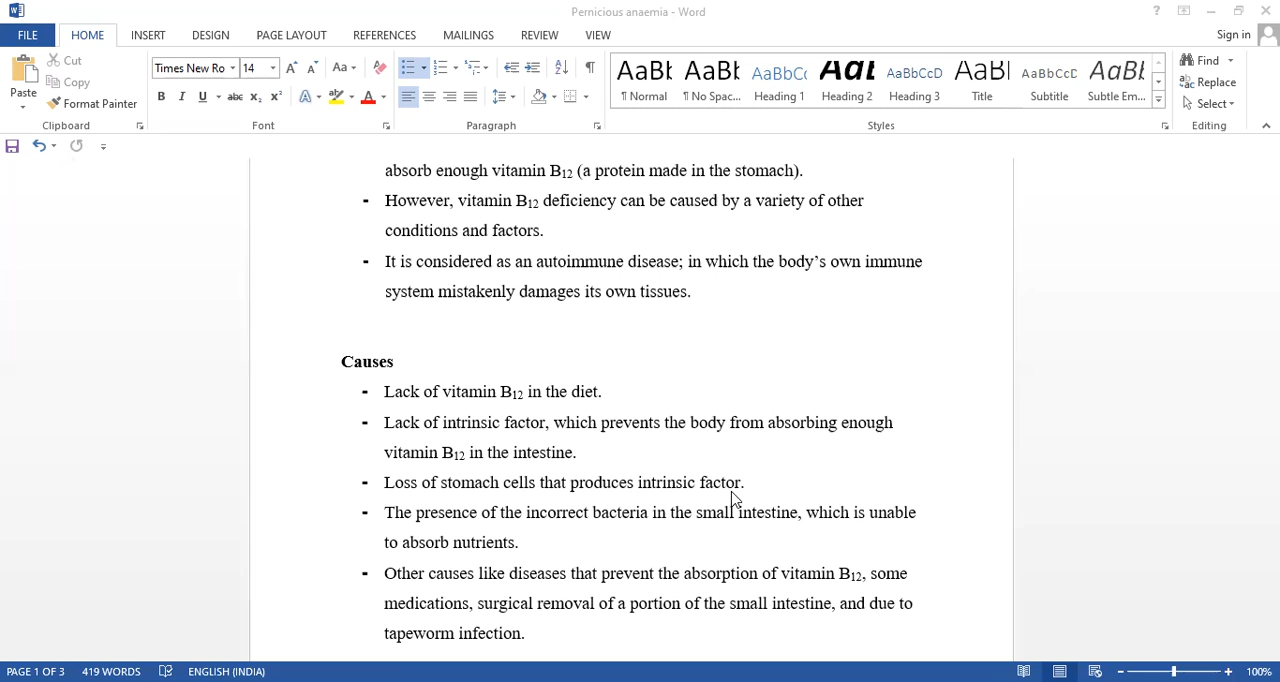 Pernicious anaemia - Word
? 
Sign in
FILE HOME INSERT DESIGN PAGE LAYOUT REFERENCES MAILINGS REVIEW VIEW
Paste
Cut
Copy
Format Painter
Clipboard
Times New Ro 14
Aa
B I U abc X₂ X² A A
Font
Paragraph
AaBb AaBb AaBbCc AaB AaBbCcD AaB AaBbCcD AaBb
¶ Normal ¶ No Spac... Heading 1 Heading 2 Heading 3 Title Subtitle Subtle Em...
Styles
Find
Replace
Select
Editing
absorb enough vitamin B₁₂ (a protein made in the stomach).
- However, vitamin B₁₂ deficiency can be caused by a variety of other
conditions and factors.
- It is considered as an autoimmune disease; in which the body’s own immune
system mistakenly damages its own tissues.
Causes
- Lack of vitamin B₁₂ in the diet.
- Lack of intrinsic factor, which prevents the body from absorbing enough
vitamin B₁₂ in the intestine.
- Loss of stomach cells that produces intrinsic factor.
- The presence of the incorrect bacteria in the small intestine, which is unable
to absorb nutrients.
- Other causes like diseases that prevent the absorption of vitamin B₁₂, some
medications, surgical removal of a portion of the small intestine, and due to
tapeworm infection.
PAGE 1 OF 3 419 WORDS ENGLISH (INDIA) 100%